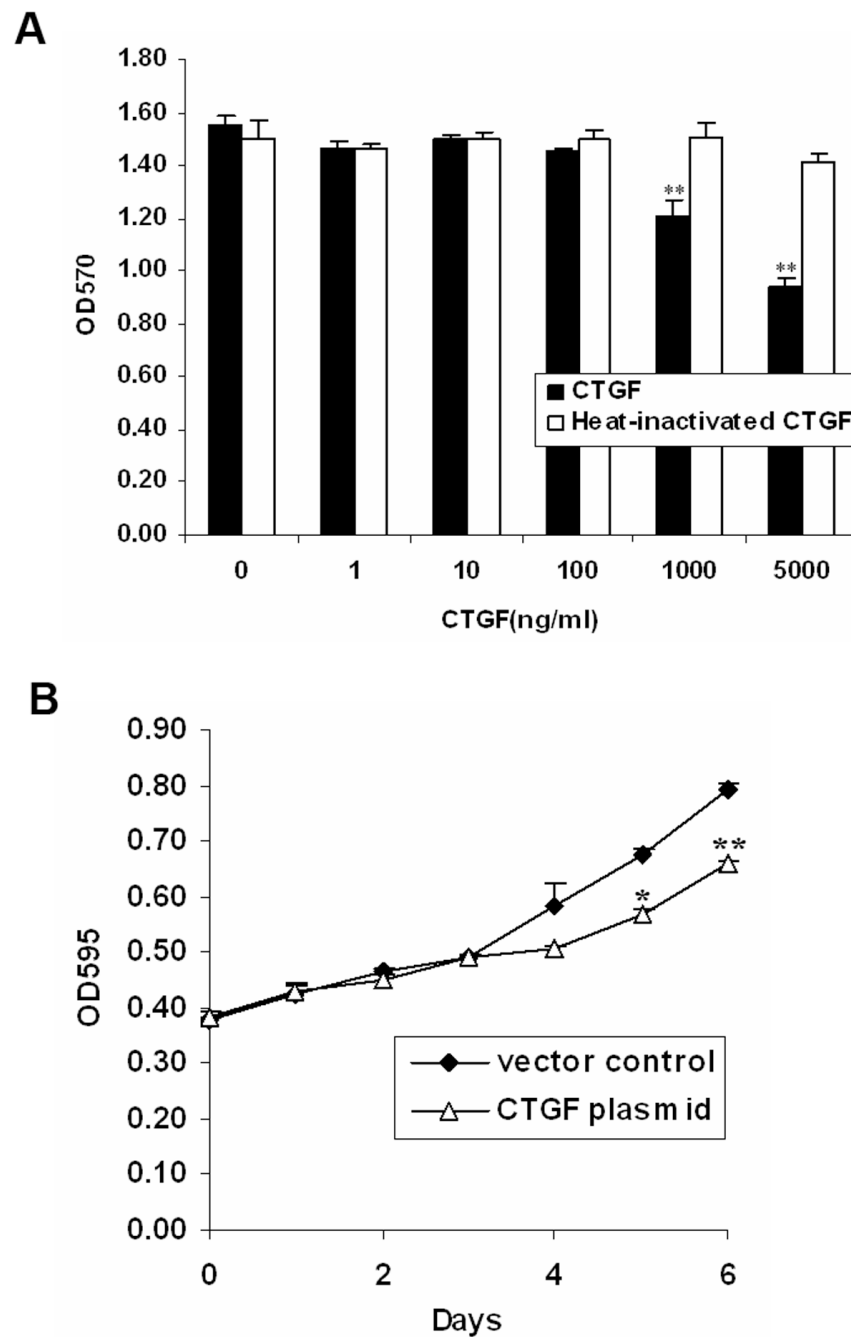 A
1.80
1.60
1.40
1.20
1.00
0.80
0.60
0.40
0.20
0.00
OD570
**
**
CTGF
Heat-inactivated CTGF
0 1 10 100 1000 5000
CTGF(ng/ml)
B
0.90
0.80
0.70
0.60
0.50
0.40
0.30
0.20
0.10
0.00
OD595
**
*
vector control
CTGF plasmid
0 2 4 6
Days